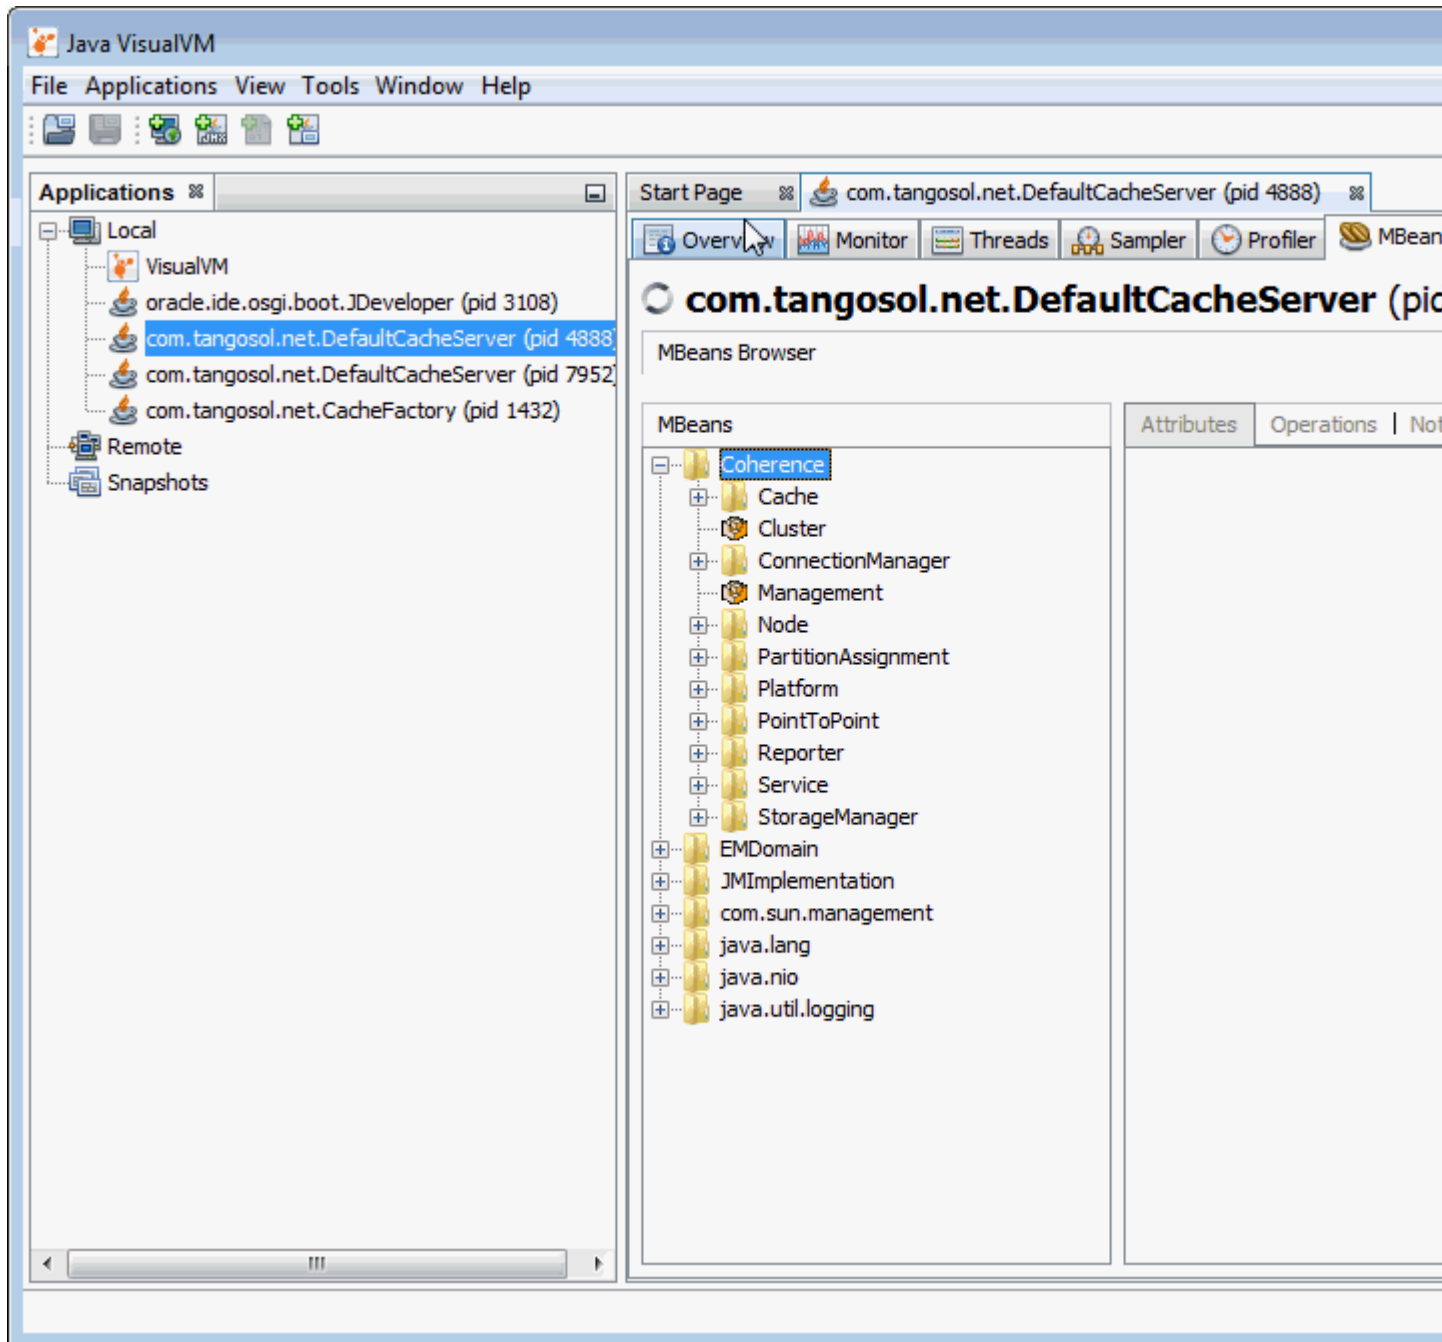 Java VisualVM
File Applications View Tools Window Help
Applications
Local
VisualVM
oracle.ide.osgi.boot.JDeveloper (pid 3108)
com.tangosol.net.DefaultCacheServer (pid 4888)
com.tangosol.net.DefaultCacheServer (pid 7952)
com.tangosol.net.CacheFactory (pid 1432)
Remote
Snapshots
Start Page com.tangosol.net.DefaultCacheServer (pid 4888)
Overview Monitor Threads Sampler Profiler MBean
com.tangosol.net.DefaultCacheServer (pid
MBeans Browser
MBeans
Coherence
Cache
Cluster
ConnectionManager
Management
Node
PartitionAssignment
Platform
PointToPoint
Reporter
Service
StorageManager
EMDomain
JMImplementation
com.sun.management
java.lang
java.nio
java.util.logging
Attributes Operations Not